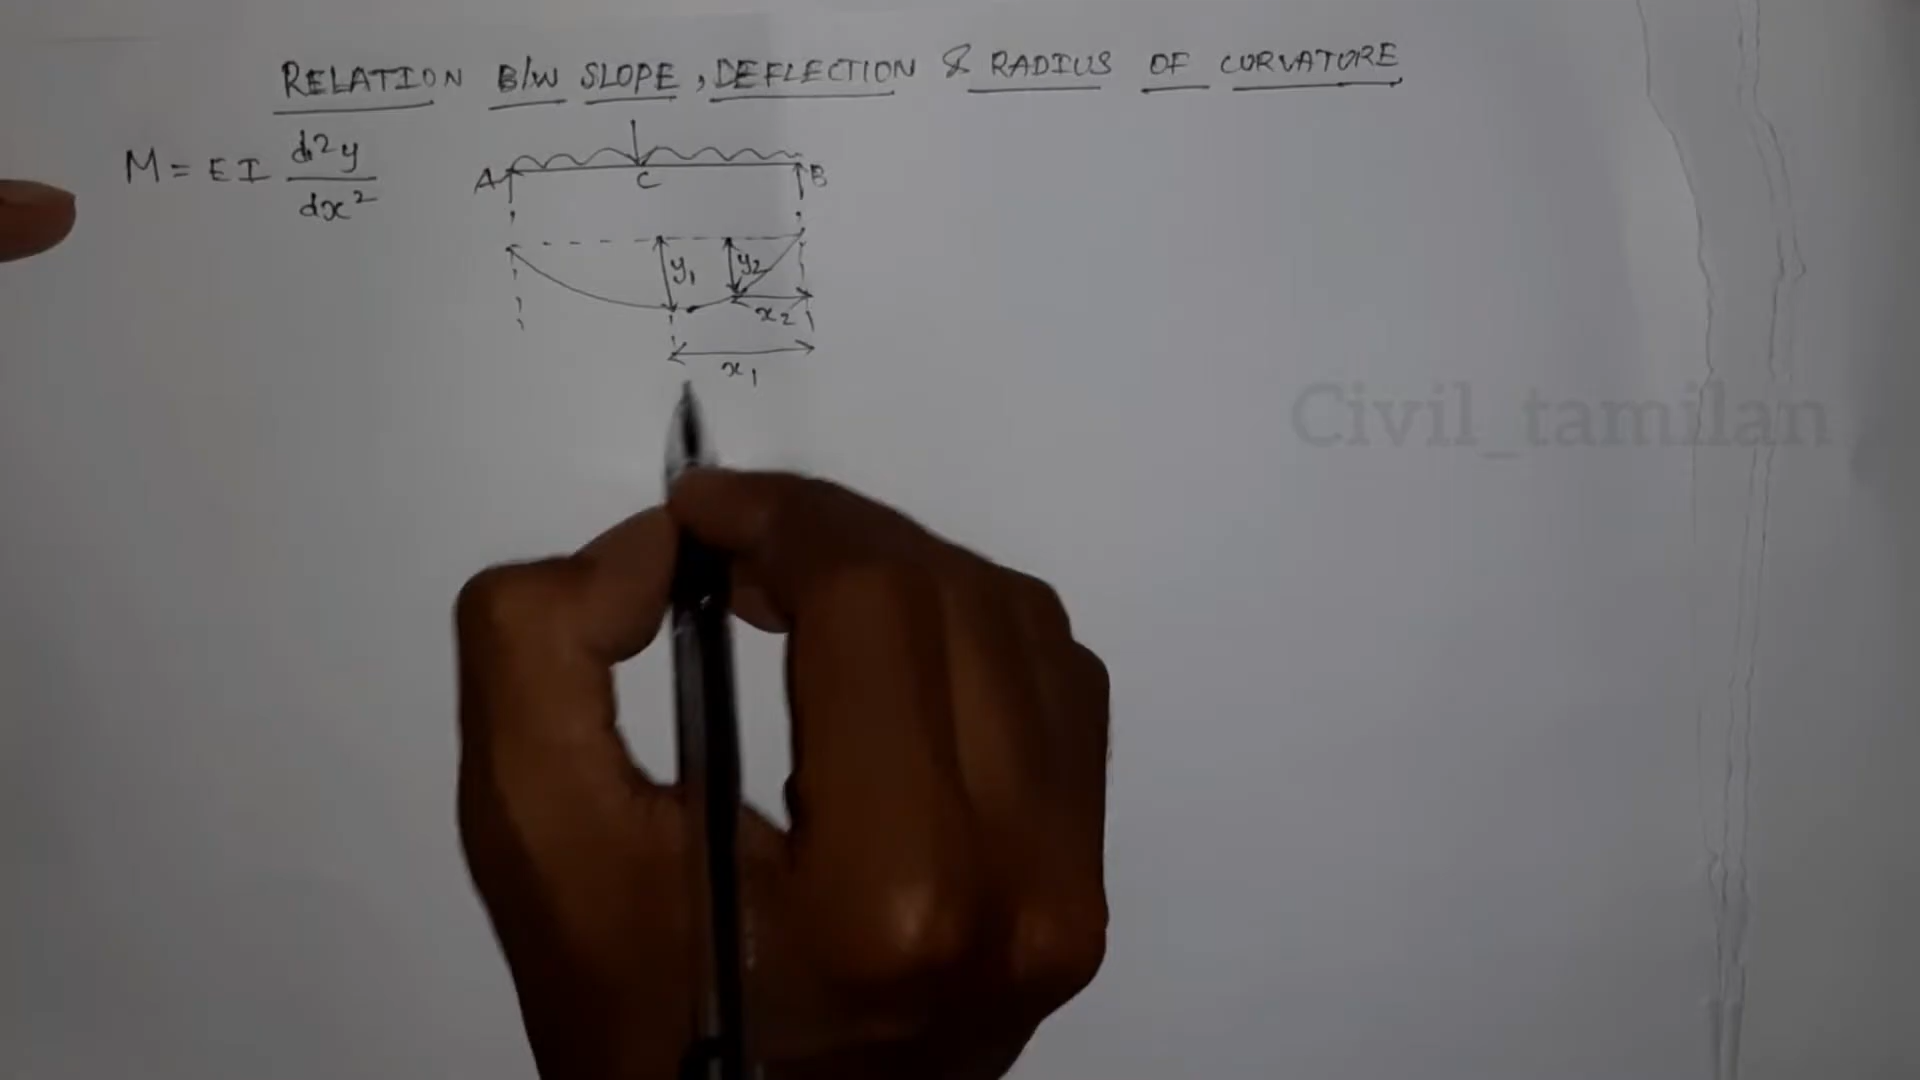 RELATION B/W SLOPE, DEFLECTION & RADIUS OF CURVATURE
M = EI d²y/dx²
A C B
y₁ y₂
x₂
x₁
Civil_tamilan